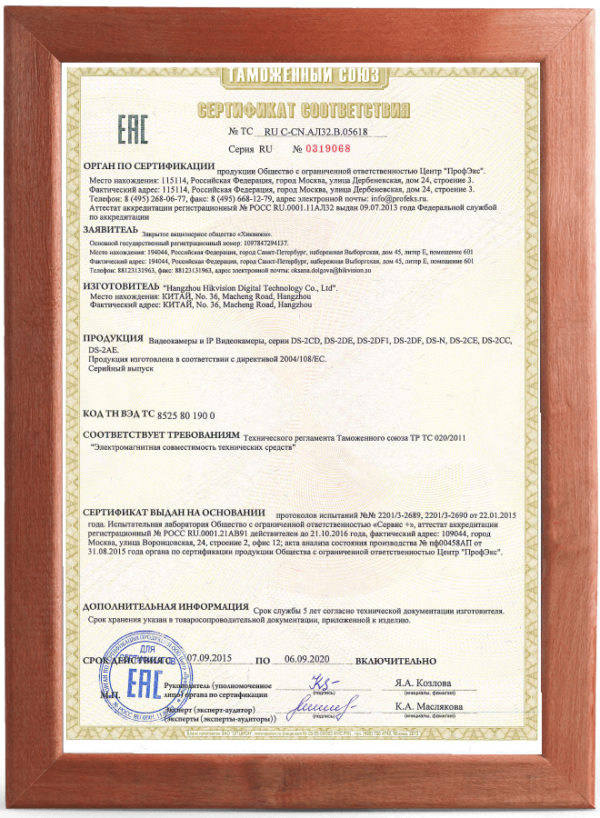 ТАМОЖЕННЫЙ СОЮЗ
СЕРТИФИКАТ СООТВЕТСТВИЯ
ЕАС
№ ТС RU C-CN.АЛ32.В.05618
Серия RU № 0319068
ОРГАН ПО СЕРТИФИКАЦИИ продукции Общество с ограниченной ответственностью Центр "ПрофЭкс".
Место нахождения: 115114, Российская Федерация, город Москва, улица Дербеневская, дом 24, строение 3.
Фактический адрес: 115114, Российская Федерация, город Москва, улица Дербеневская, дом 24, строение 3.
Телефон: 8 (495) 268-06-77, факс: 8 (495) 668-12-79, адрес электронной почты: info@profeks.ru.
Аттестат аккредитации регистрационный № РОСС RU.0001.11АЛ32 выдан 09.07.2013 года Федеральной службой
по аккредитации
ЗАЯВИТЕЛЬ Закрытое акционерное общество «Хиквижн».
Основной государственный регистрационный номер: 1097847294137.
Место нахождения: 194044, Российская Федерация, город Санкт-Петербург, набережная Выборгская, дом 45, литер Е, помещение 601
Фактический адрес: 194044, Российская Федерация, город Санкт-Петербург, набережная Выборгская, дом 45, литер Е, помещение 601
Телефон: 88123131963, факс: 88123131963, адрес электронной почты: oksana.dolgova@hikvision.ru
ИЗГОТОВИТЕЛЬ "Hangzhou Hikvision Digital Technology Co., Ltd".
Место нахождения: КИТАЙ, No. 36, Macheng Road, Hangzhou
Фактический адрес: КИТАЙ, No. 36, Macheng Road, Hangzhou
ПРОДУКЦИЯ Видеокамеры и IP Видеокамеры, серии DS-2CD, DS-2DE, DS-2DF1, DS-2DF, DS-N, DS-2CE, DS-2CC,
DS-2AE.
Продукция изготовлена в соответствии с директивой 2004/108/ЕС.
Серийный выпуск
КОД ТН ВЭД ТС 8525 80 190 0
СООТВЕТСТВУЕТ ТРЕБОВАНИЯМ Технического регламента Таможенного союза ТР ТС 020/2011
"Электромагнитная совместимость технических средств"
СЕРТИФИКАТ ВЫДАН НА ОСНОВАНИИ протоколов испытаний №№ 2201/3-2689, 2201/3-2690 от 22.01.2015
года. Испытательная лаборатория Общество с ограниченной ответственностью «Сервис +», аттестат аккредитации
регистрационный № РОСС RU.0001.21АВ91 действителен до 21.10.2016 года, фактический адрес: 109044, город
Москва, улица Воронцовская, 24, строение 2, офис 12; акта анализа состояния производства № пф00458АП от
31.08.2015 года органа по сертификации продукции Общества с ограниченной ответственностью Центр "ПрофЭкс".
ДОПОЛНИТЕЛЬНАЯ ИНФОРМАЦИЯ Срок службы 5 лет согласно технической документации изготовителя.
Срок хранения указан в товаросопроводительной документации, приложенной к изделию.
СРОК ДЕЙСТВИЯ С 07.09.2015 ПО 06.09.2020 ВКЛЮЧИТЕЛЬНО
ДЛЯ
СЕРТИФИКАТОВ
ЕАС
М.П.
Руководитель (уполномоченное
лицо) органа по сертификации
(подпись)
Я.А. Козлова
(инициалы, фамилия)
Эксперт (эксперт-аудитор)
(эксперты (эксперты-аудиторы))
(подпись)
К.А. Маслякова
(инициалы, фамилия)